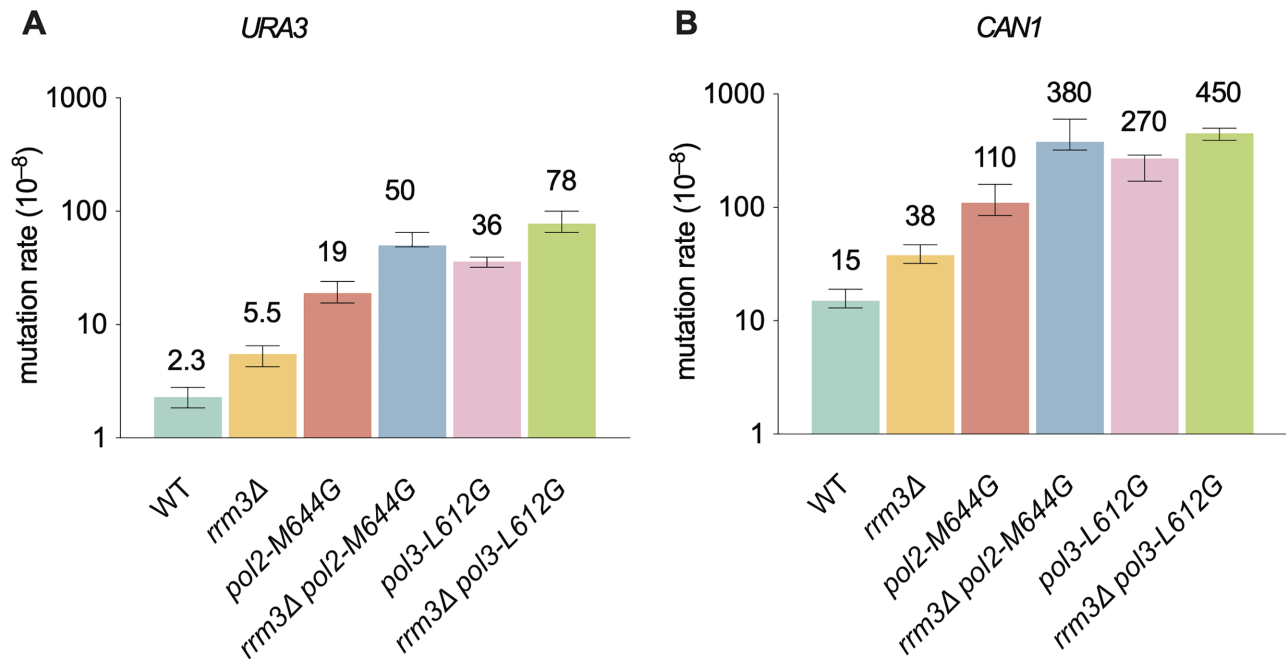 A
URA3
mutation rate (10⁻⁸)
1000
100
10
1
2.3
5.5
19
50
36
78
WT
rrm3Δ
pol2-M644G
rrm3Δ pol2-M644G
pol3-L612G
rrm3Δ pol3-L612G
B
CAN1
mutation rate (10⁻⁸)
1000
100
10
1
15
38
110
380
270
450
WT
rrm3Δ
pol2-M644G
rrm3Δ pol2-M644G
pol3-L612G
rrm3Δ pol3-L612G